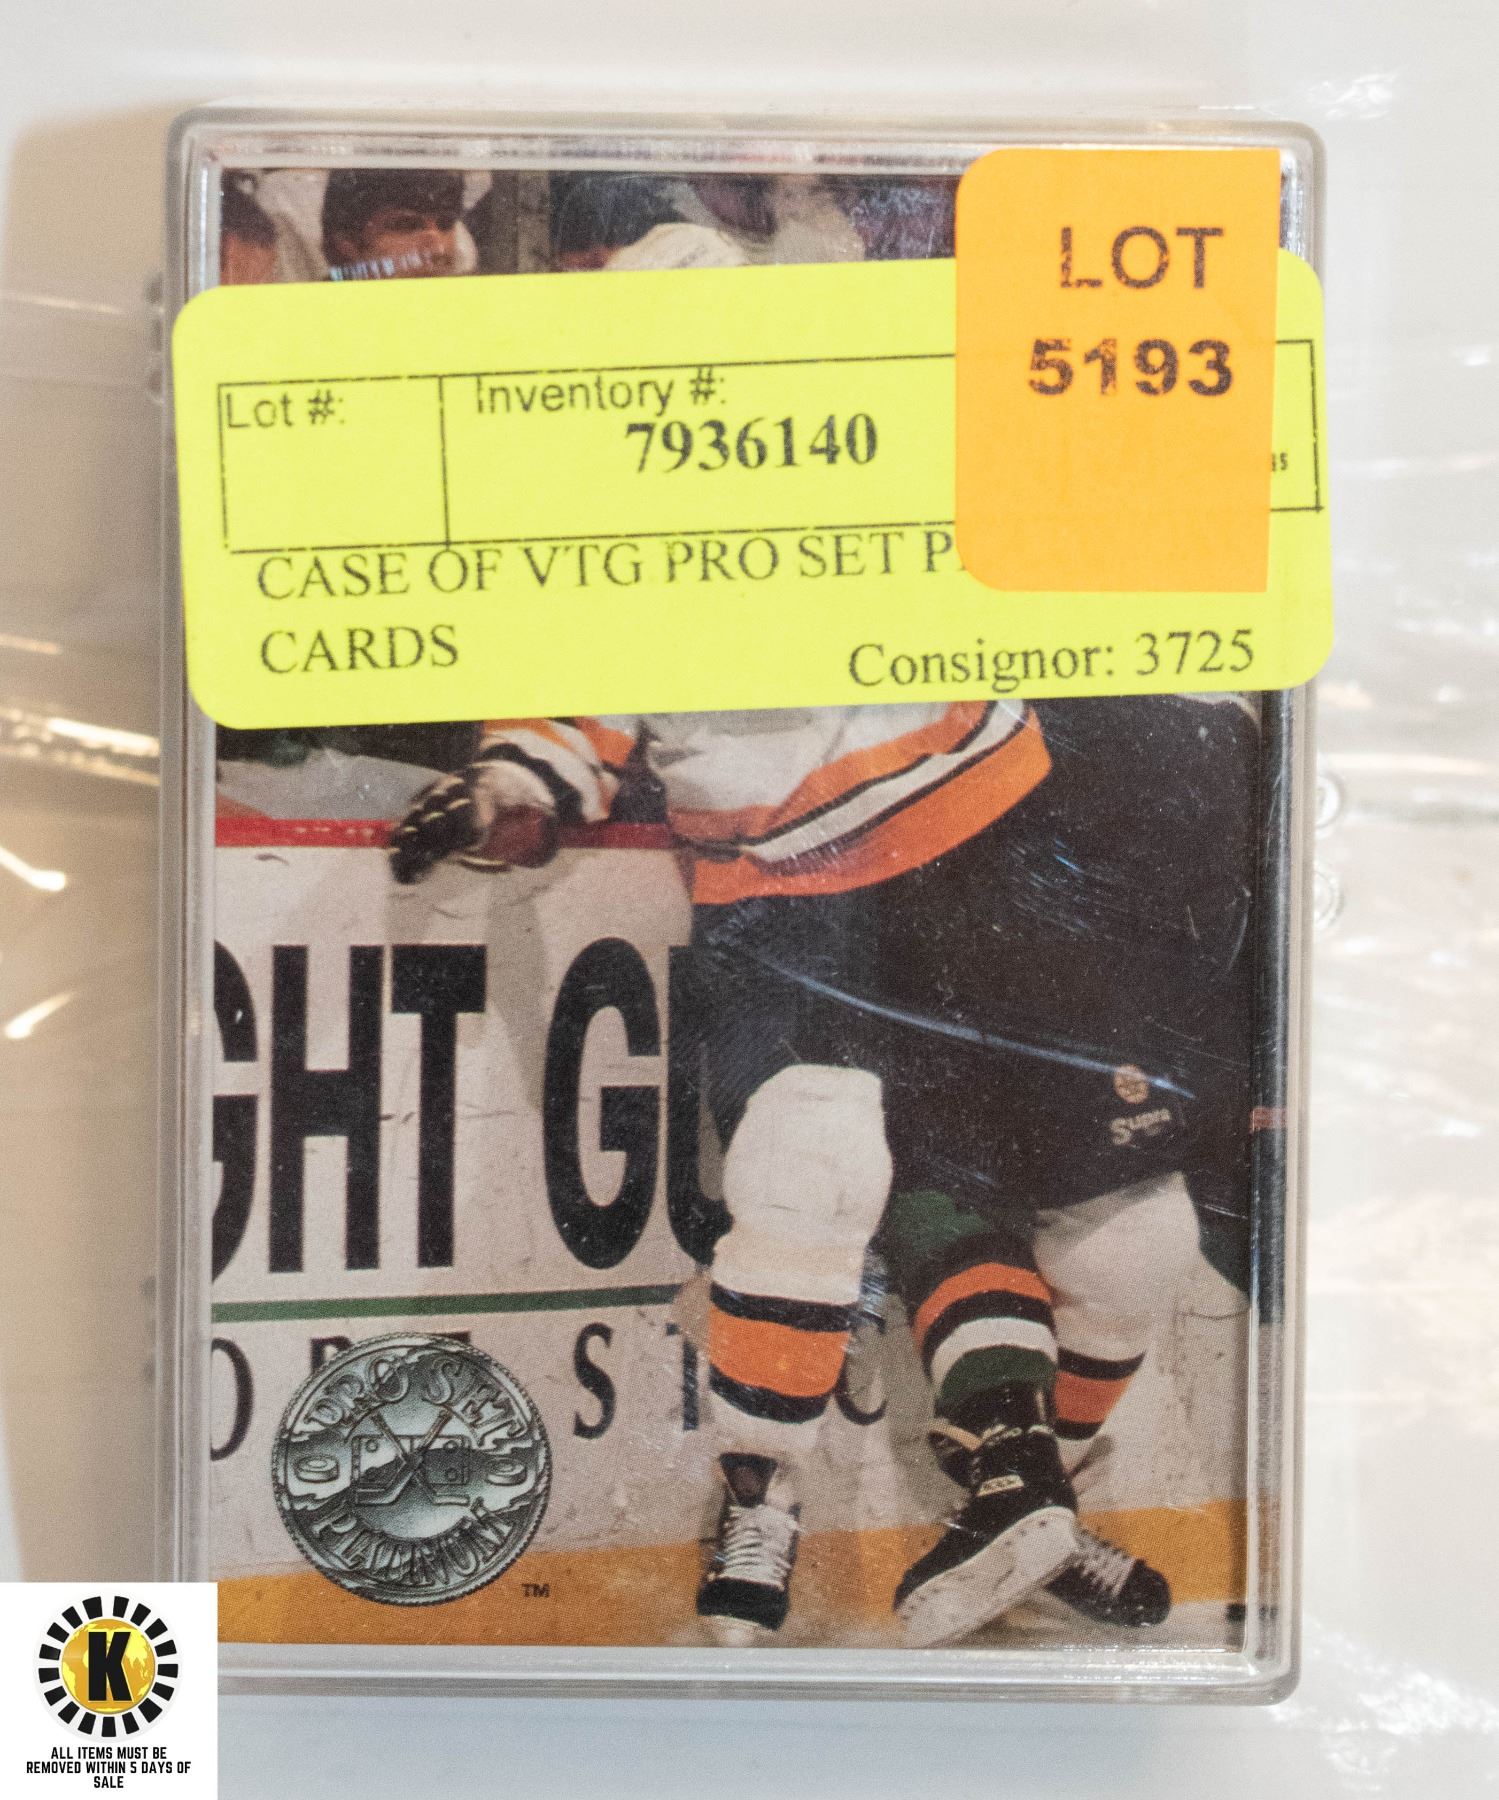 LOT
5193
Lot #:
Inventory #:
7936140
CASE OF VTG PRO SET
CARDS
Consignor: 3725
GHT
PRO SET
PLATINUM
TM
K
ALL ITEMS MUST BE
REMOVED WITHIN 5 DAYS OF
SALE